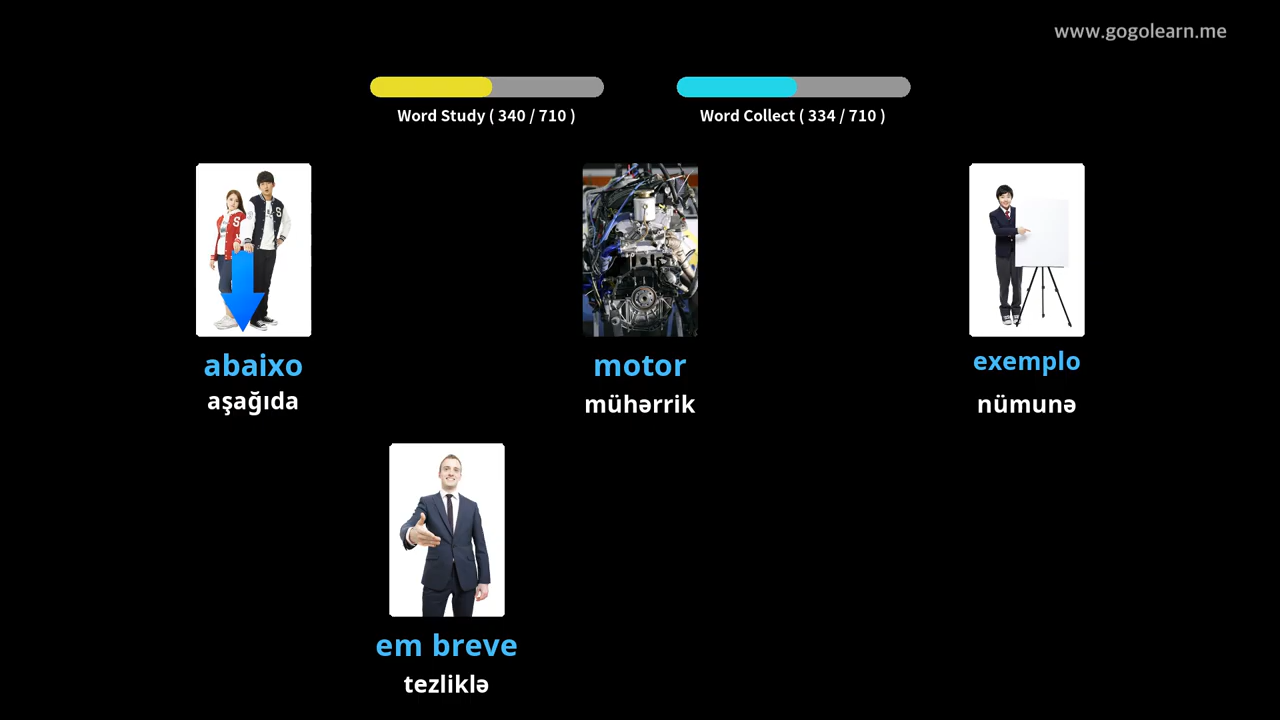 www.gogolearn.me
Word Study ( 340 / 710 )
Word Collect ( 334 / 710 )
S
S
abaixo
aşağıda
motor
mühərrik
exemplo
nümunə
em breve
tezliklə